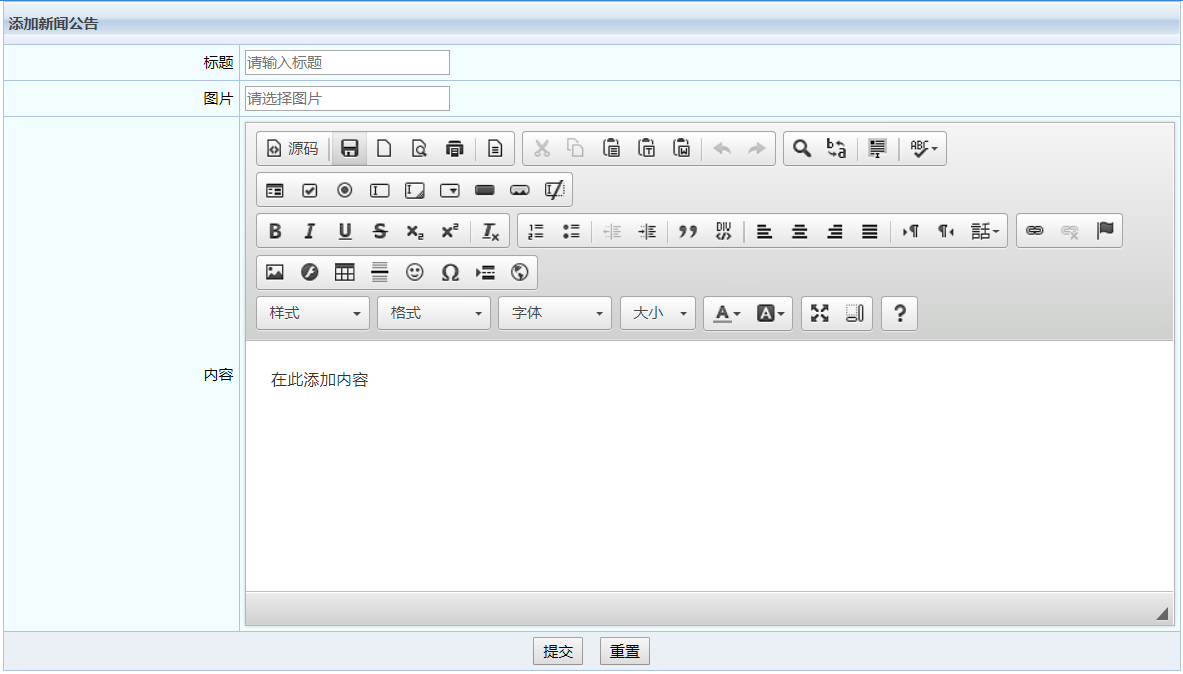 添加新闻公告
标题 请输入标题
图片 请选择图片
源码
样式 格式 字体 大小
内容
在此添加内容
提交 重置